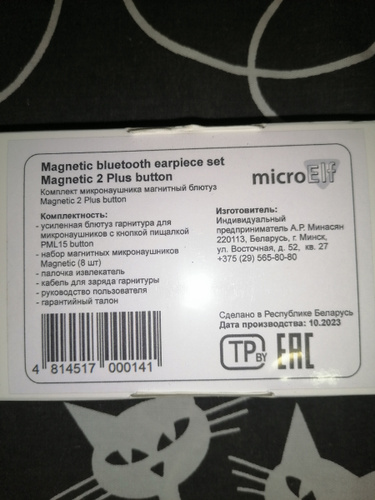 Magnetic bluetooth earpiece set
Magnetic 2 Plus button
Комплект микронаушника магнитный блютуз
Magnetic 2 Plus button
Комплектность:
- усиленная блютуз гарнитура для
микронаушников с кнопкой пищалкой
PML15 button
- набор магнитных микронаушников
Magnetic (8 шт)
- палочка извлекатель
- кабель для заряда гарнитуры
- руководство пользователя
- гарантийный талон
4 814517 000141
microElf
Изготовитель:
Индивидуальный
предприниматель А.Р. Минасян
220113, Беларусь, г. Минск,
ул. Восточная, д. 52, кв. 27
+375 (29) 565-80-80
Сделано в Республике Беларусь
Дата производства: 10.2023
ТР BY EAC